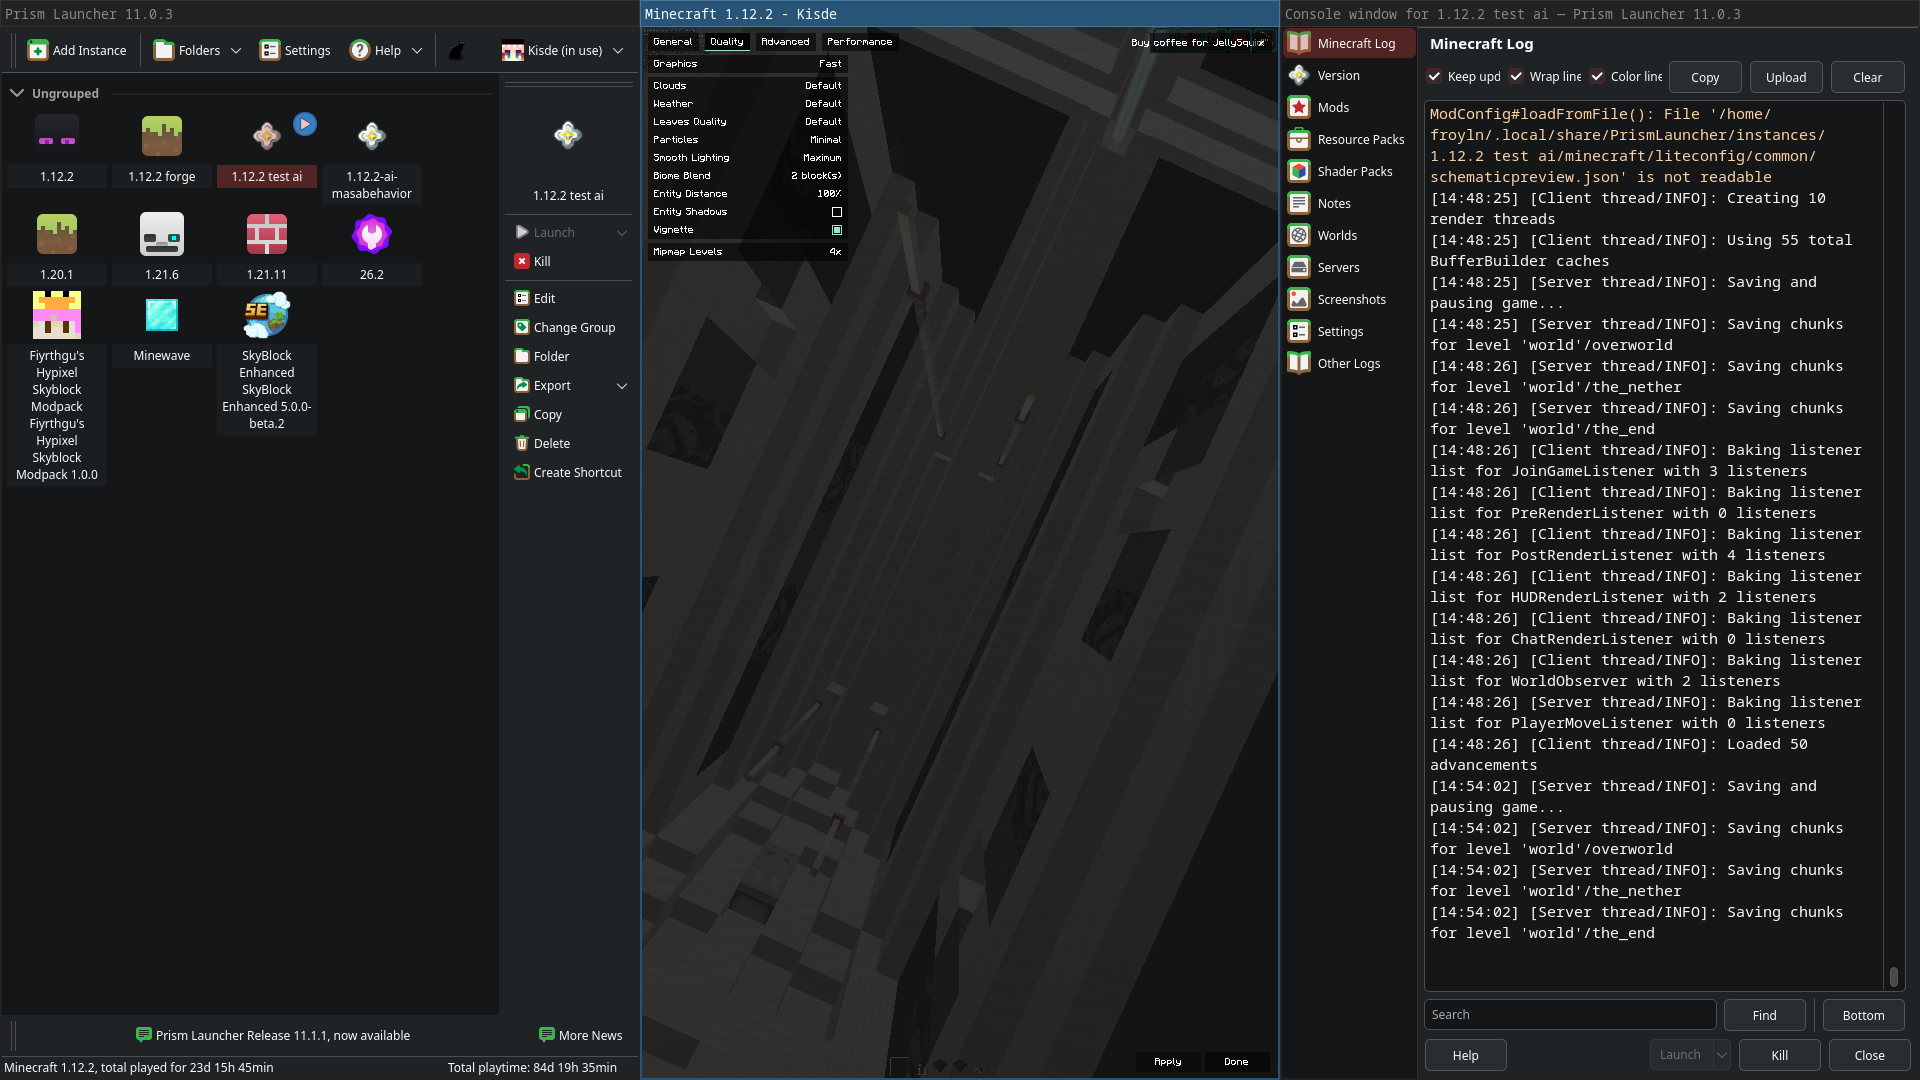 Prism Launcher 11.0.3
Add Instance
Folders
Settings
Help
Kisde (in use)
Ungrouped
1.12.2
1.12.2 forge
1.12.2 test ai
1.12.2-ai-
masabehavior
1.20.1
1.21.6
1.21.11
26.2
Fiyrthgu's
Hypixel
Skyblock
Modpack
Fiyrthgu's
Hypixel
Skyblock
Modpack 1.0.0
Minewave
SkyBlock
Enhanced
SkyBlock
Enhanced 5.0.0-
beta.2
1.12.2 test ai
Launch
Kill
Edit
Change Group
Folder
Export
Copy
Delete
Create Shortcut
Prism Launcher Release 11.1.1, now available
More News
Minecraft 1.12.2, total played for 23d 15h 45min
Total playtime: 84d 19h 35min
Minecraft 1.12.2 - Kisde
General
Quality
Advanced
Performance
Buy coffee for JellySquid
x
Graphics Fast
Clouds Default
Weather Default
Leaves Quality Default
Particles Minimal
Smooth Lighting Maximum
Biome Blend 2 block(s)
Entity Distance 100%
Entity Shadows
Vignette
Mipmap Levels 4x
Apply
Done
Console window for 1.12.2 test ai — Prism Launcher 11.0.3
Minecraft Log
Version
Mods
Resource Packs
Shader Packs
Notes
Worlds
Servers
Screenshots
Settings
Other Logs
Minecraft Log
Keep upd
Wrap line
Color line
Copy
Upload
Clear
ModConfig#loadFromFile(): File '/home/
froyln/.local/share/PrismLauncher/instances/
1.12.2 test ai/minecraft/liteconfig/common/
schematicpreview.json' is not readable
[14:48:25] [Client thread/INFO]: Creating 10
render threads
[14:48:25] [Client thread/INFO]: Using 55 total
BufferBuilder caches
[14:48:25] [Server thread/INFO]: Saving and
pausing game...
[14:48:25] [Server thread/INFO]: Saving chunks
for level 'world'/overworld
[14:48:26] [Server thread/INFO]: Saving chunks
for level 'world'/the_nether
[14:48:26] [Server thread/INFO]: Saving chunks
for level 'world'/the_end
[14:48:26] [Client thread/INFO]: Baking listener
list for JoinGameListener with 3 listeners
[14:48:26] [Client thread/INFO]: Baking listener
list for PreRenderListener with 0 listeners
[14:48:26] [Client thread/INFO]: Baking listener
list for PostRenderListener with 4 listeners
[14:48:26] [Client thread/INFO]: Baking listener
list for HUDRenderListener with 2 listeners
[14:48:26] [Client thread/INFO]: Baking listener
list for ChatRenderListener with 0 listeners
[14:48:26] [Client thread/INFO]: Baking listener
list for WorldObserver with 2 listeners
[14:48:26] [Server thread/INFO]: Baking listener
list for PlayerMoveListener with 0 listeners
[14:48:26] [Client thread/INFO]: Loaded 50
advancements
[14:54:02] [Server thread/INFO]: Saving and
pausing game...
[14:54:02] [Server thread/INFO]: Saving chunks
for level 'world'/overworld
[14:54:02] [Server thread/INFO]: Saving chunks
for level 'world'/the_nether
[14:54:02] [Server thread/INFO]: Saving chunks
for level 'world'/the_end
Search
Find
Bottom
Help
Launch
Kill
Close